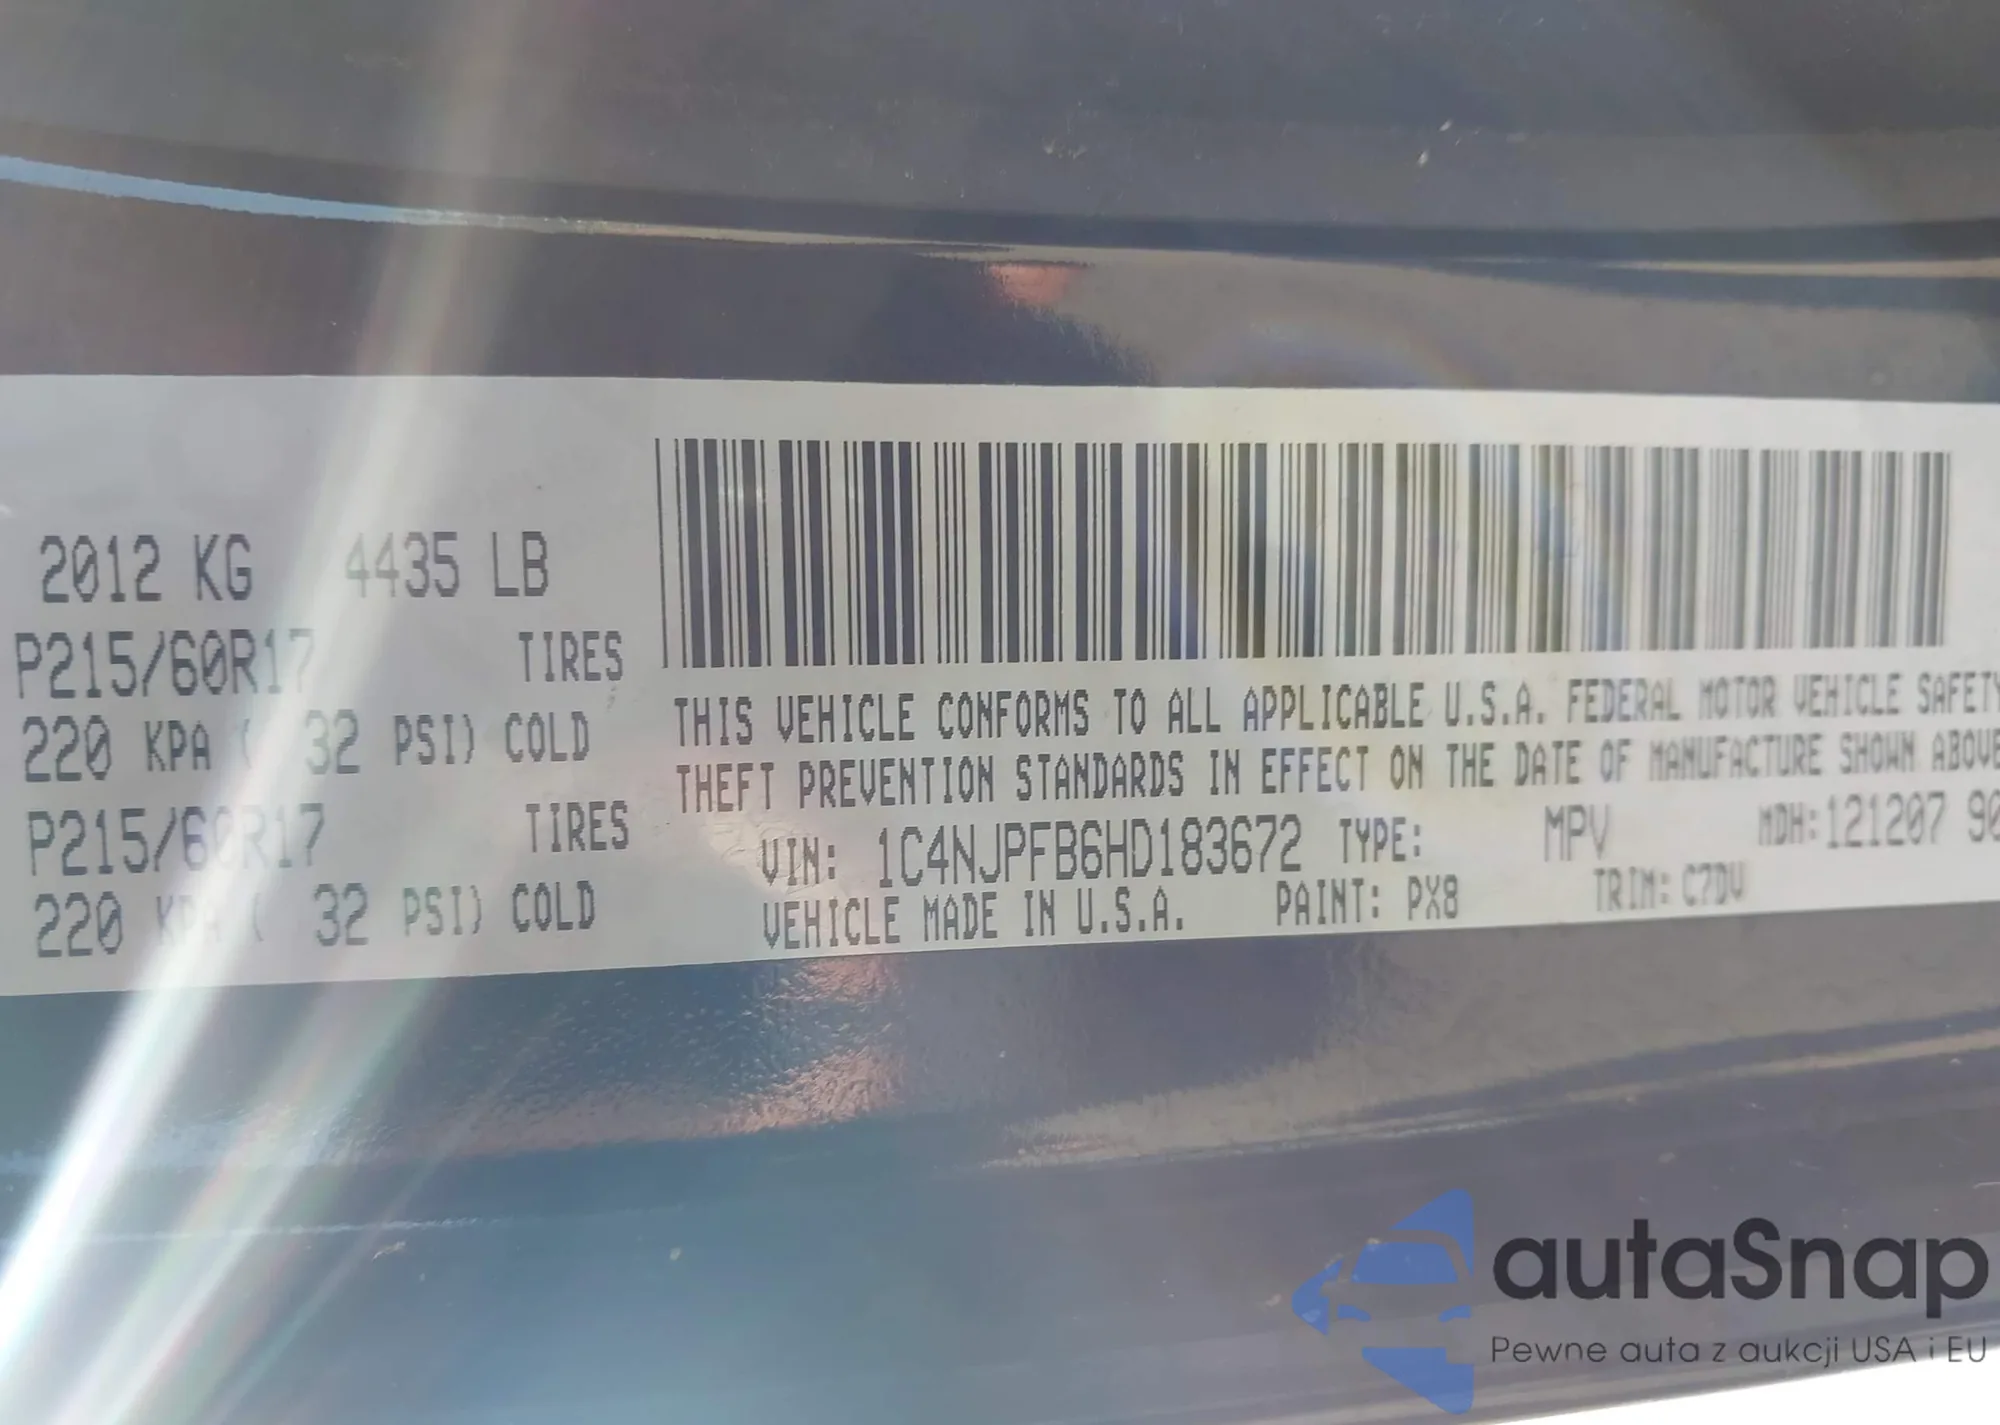 2012 KG 4435 LB
P215/60R17 TIRES
220 KPA ( 32 PSI) COLD
P215/60R17 TIRES
220 KPA ( 32 PSI) COLD
THIS VEHICLE CONFORMS TO ALL APPLICABLE U.S.A. FEDERAL MOTOR VEHICLE SAFETY
THEFT PREVENTION STANDARDS IN EFFECT ON THE DATE OF MANUFACTURE SHOWN ABOVE
VIN: 1C4NJPFB6HD183672 TYPE: MPV MDH: 121207 90
VEHICLE MADE IN U.S.A. PAINT: PX8 TRIM: C7DV
autaSnap
Pewne auta z aukcji USA i EU